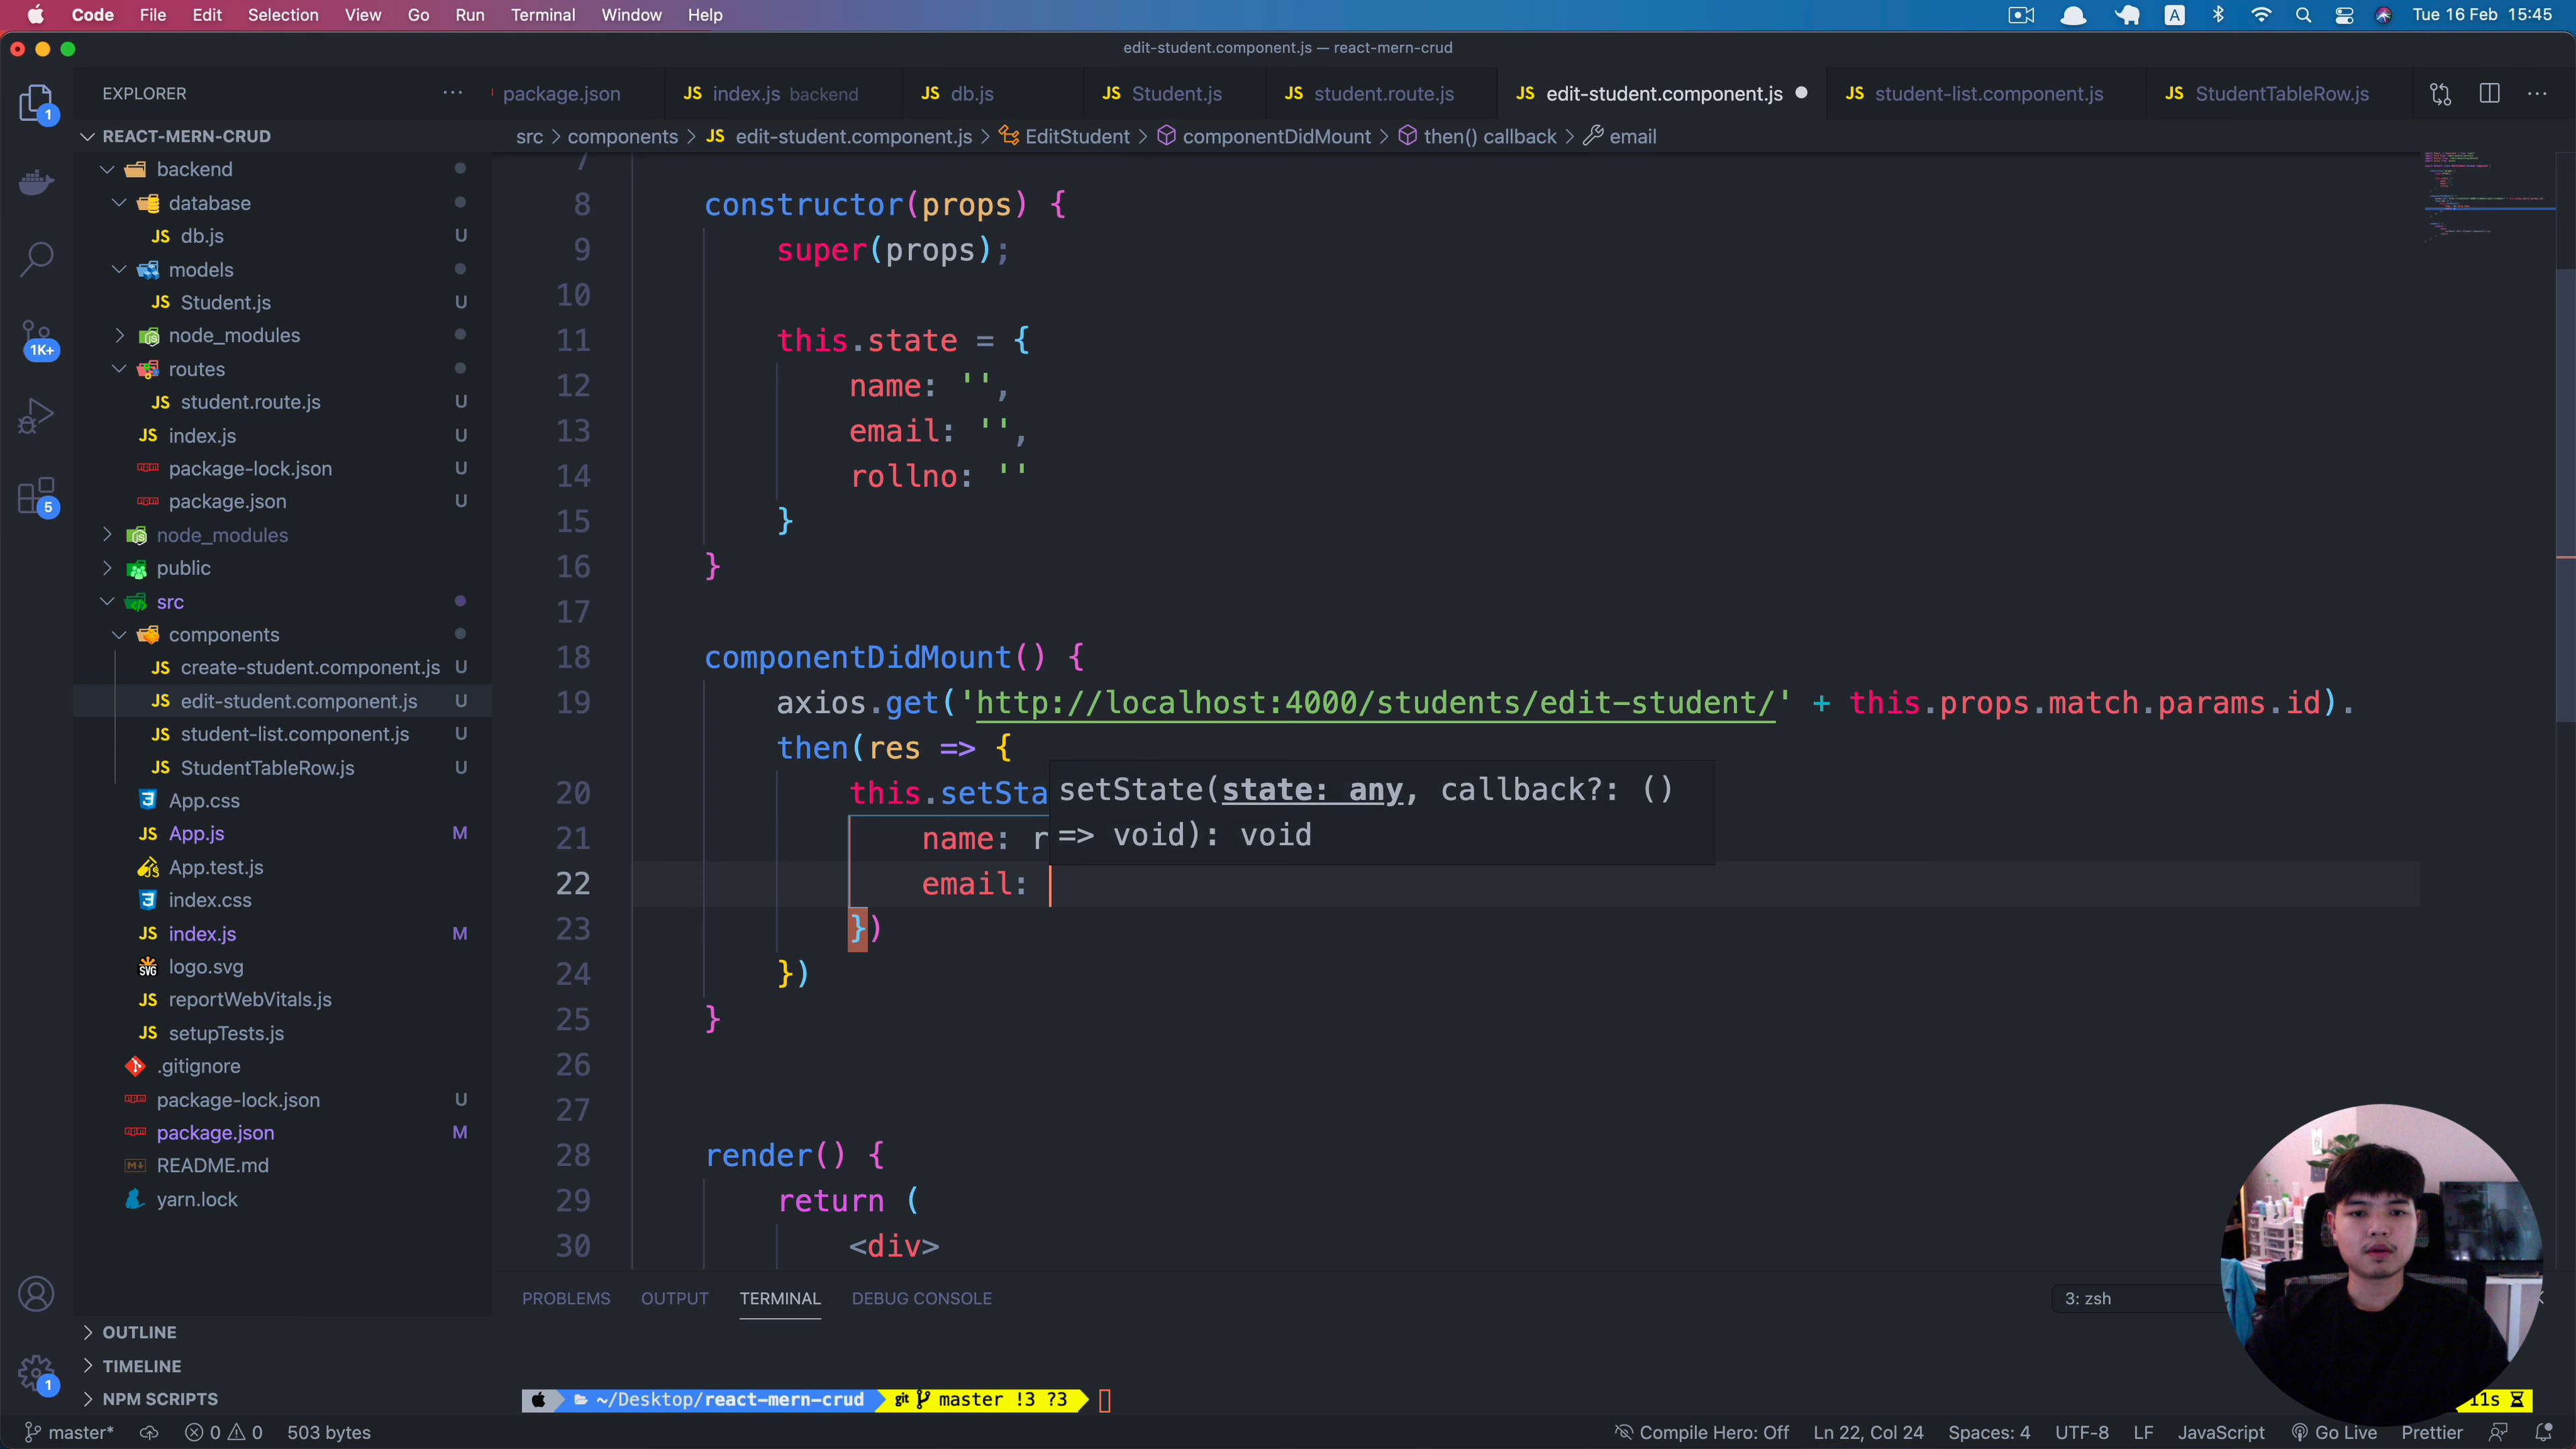 Code File Edit Selection View Go Run Terminal Window Help
A Tue 16 Feb 15:45
edit-student.component.js — react-mern-crud
EXPLORER ···
package.json
JS index.js backend
JS db.js
JS Student.js
JS student.route.js
JS edit-student.component.js
JS student-list.component.js
JS StudentTableRow.js
src > components > JS edit-student.component.js > EditStudent > componentDidMount > then() callback > email
1
1K+
5
1
REACT-MERN-CRUD
backend
database
JS db.js U
models
JS Student.js U
node_modules
routes
JS student.route.js U
JS index.js U
package-lock.json U
package.json U
node_modules
public
src
components
JS create-student.component.js U
JS edit-student.component.js U
JS student-list.component.js U
JS StudentTableRow.js U
App.css
JS App.js M
App.test.js
index.css
JS index.js M
SVG logo.svg
JS reportWebVitals.js
JS setupTests.js
.gitignore
package-lock.json U
package.json M
README.md
yarn.lock
OUTLINE
TIMELINE
NPM SCRIPTS
7
8 constructor(props) {
9 super(props);
10
11 this.state = {
12 name: '',
13 email: '',
14 rollno: ''
15 }
16 }
17
18 componentDidMount() {
19 axios.get('http://localhost:4000/students/edit-student/' + this.props.match.params.id).
then(res => {
20 this.setSta
21 name: r
22 email:
23 })
24 })
25 }
26
27
28 render() {
29 return (
30 <div>
setState(state: any, callback?: ()
=> void): void
PROBLEMS OUTPUT TERMINAL DEBUG CONSOLE
3: zsh
~/Desktop/react-mern-crud git master !3 ?3
11s
master* 0 0 503 bytes
Compile Hero: Off Ln 22, Col 24 Spaces: 4 UTF-8 LF JavaScript Go Live Prettier